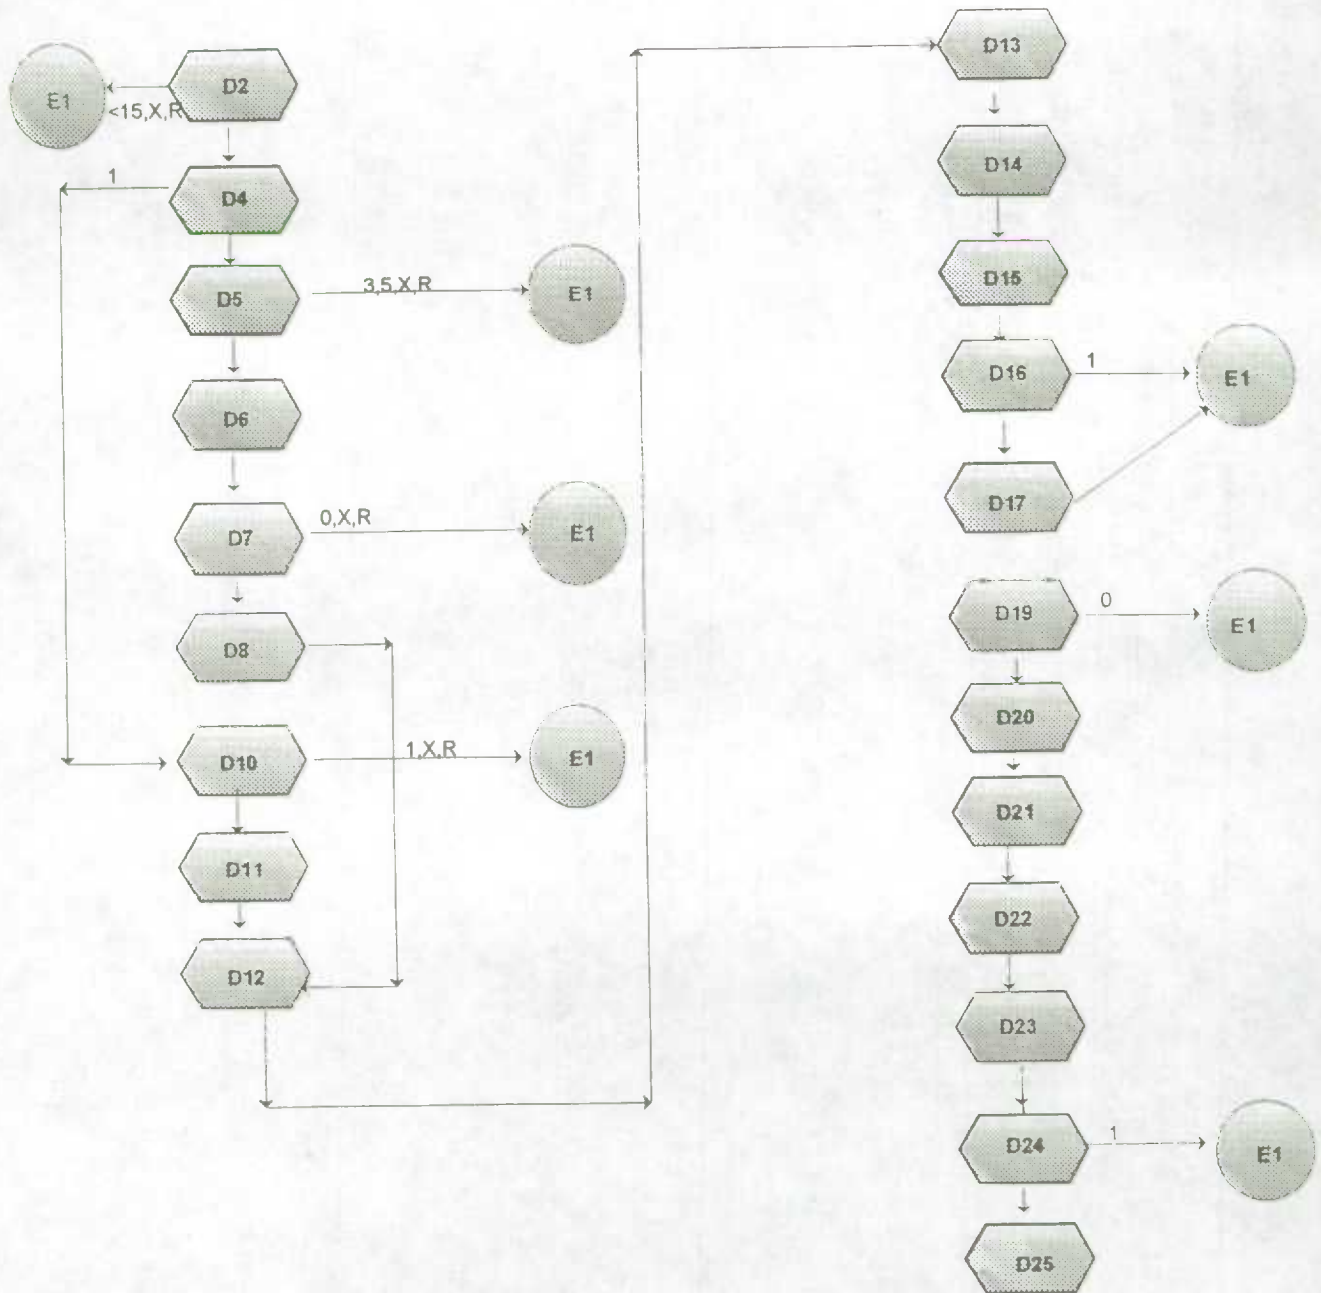 D2
E1
<15,X,R
1
D4
D5
3,5,X,R
E1
D6
D7
0,X,R
E1
D8
D10
1,X,R
E1
D11
D12
D13
D14
D15
D16
1
E1
D17
D19
0
E1
D20
D21
D22
D23
D24
1
E1
D25